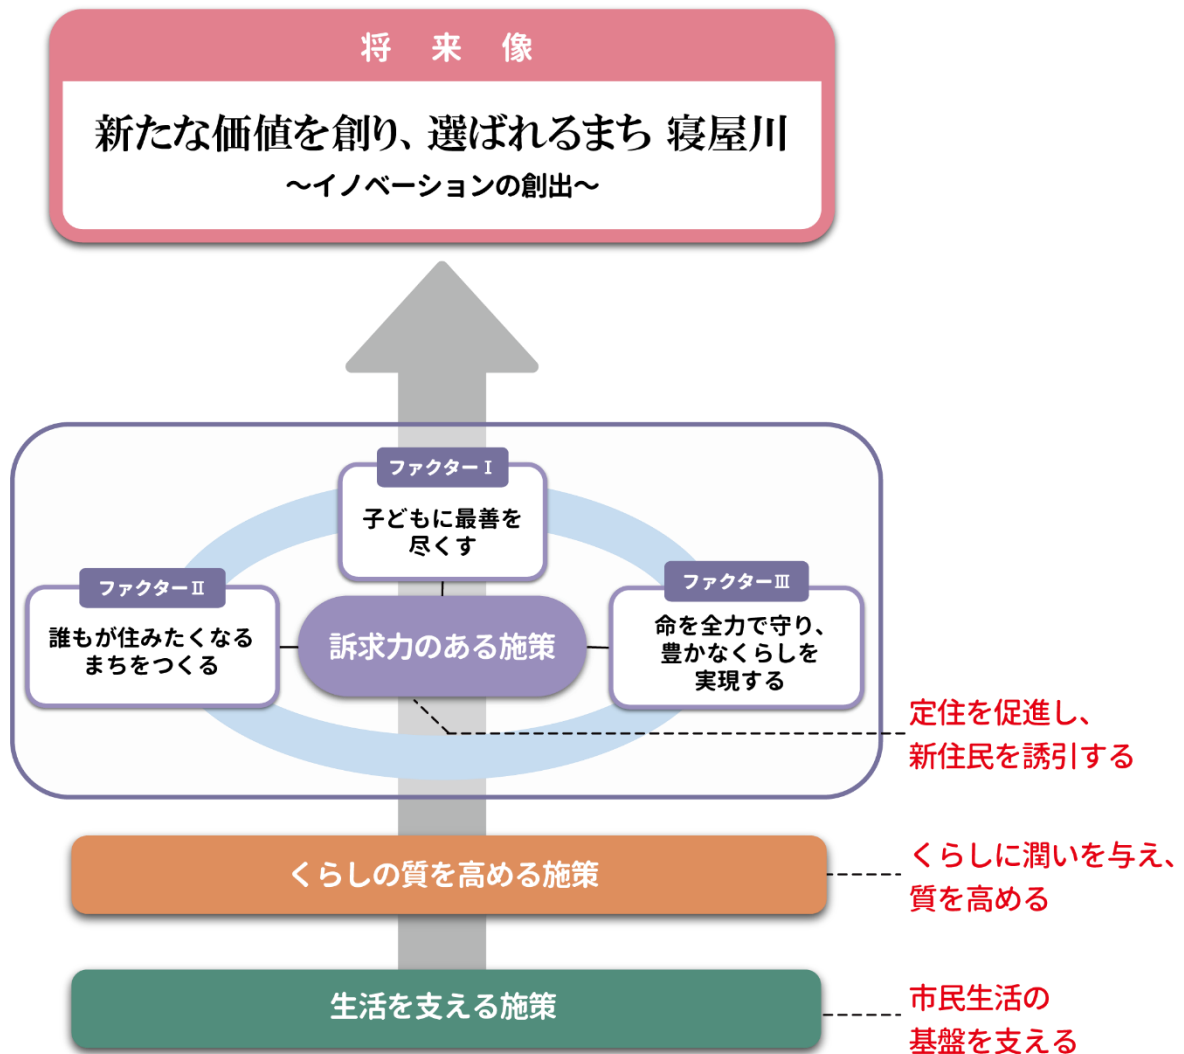 将来像
新たな価値を創り、選ばれるまち 寝屋川
～イノベーションの創出～
ファクターⅠ
子どもに最善を
尽くす
ファクターⅡ
誰もが住みたくなる
まちをつくる
訴求力のある施策
ファクターⅢ
命を全力で守り、
豊かなくらしを
実現する
定住を促進し、
新住民を誘引する
くらしの質を高める施策
くらしに潤いを与え、
質を高める
生活を支える施策
市民生活の
基盤を支える